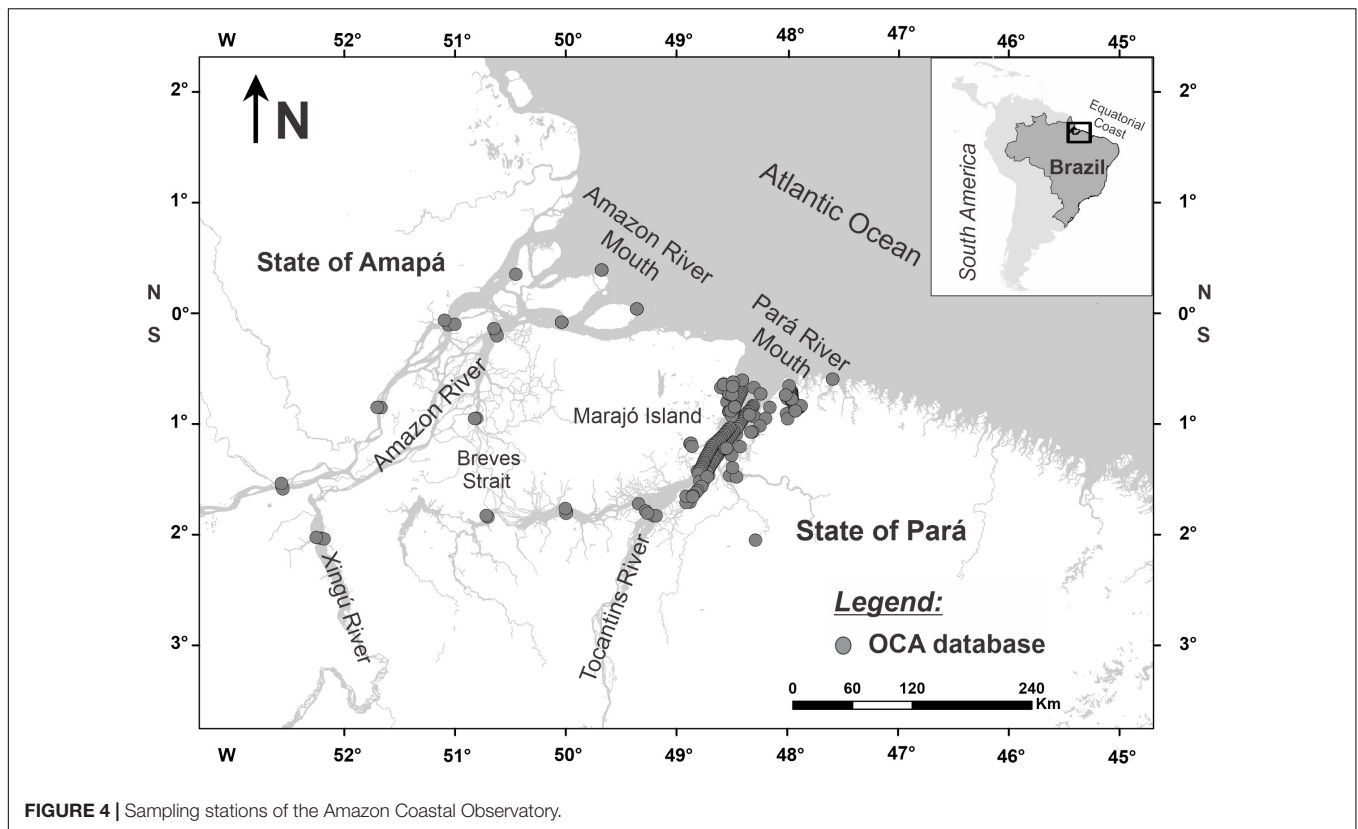 W 52° 51° 50° 49° 48° 47° 46° 45°
2° 2°
N
Equatorial
Coast
Brazil
South America
Atlantic Ocean
1° 1°
Amazon River
Mouth
State of Amapá
N N
0° 0°
S S
Pará River
Mouth
Amazon River
Marajó Island
1° 1°
Breves
Strait
2° 2°
State of Pará
Xingú River
Tocantins River
Legend:
OCA database
3° 3°
0 60 120 240
Km
W 52° 51° 50° 49° 48° 47° 46° 45°
FIGURE 4 | Sampling stations of the Amazon Coastal Observatory.